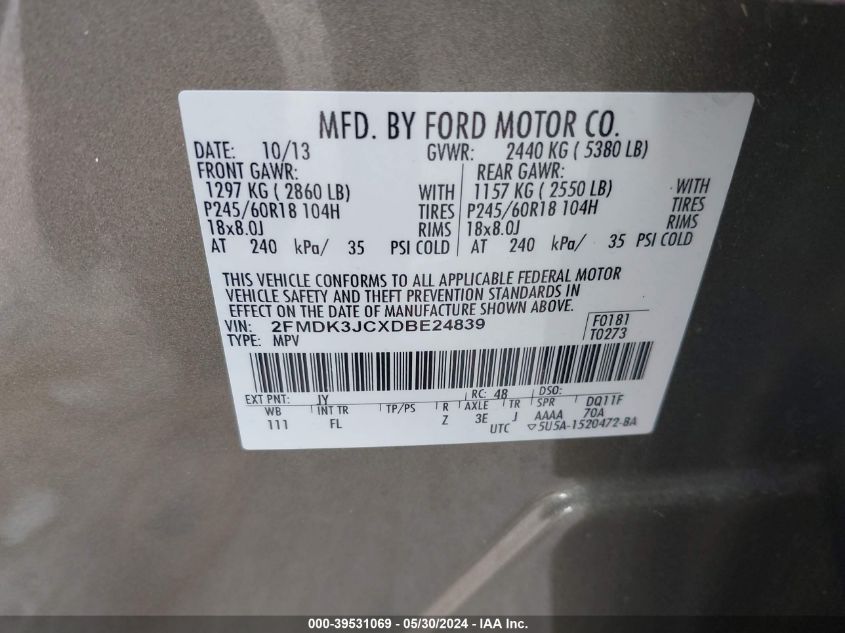 MFD. BY FORD MOTOR CO.
DATE: 10/13 GVWR: 2440 KG ( 5380 LB)
FRONT GAWR: REAR GAWR:
1297 KG ( 2860 LB) WITH 1157 KG ( 2550 LB) WITH
P245/60R18 104H TIRES P245/60R18 104H TIRES
18x8.0J RIMS 18x8.0J RIMS
AT 240 kPa/ 35 PSI COLD AT 240 kPa/ 35 PSI COLD
THIS VEHICLE CONFORMS TO ALL APPLICABLE FEDERAL MOTOR
VEHICLE SAFETY AND THEFT PREVENTION STANDARDS IN
EFFECT ON THE DATE OF MANUFACTURE SHOWN ABOVE.
VIN: 2FMDK3JCXDBE24839 F0181
TYPE: MPV T0273
EXT PNT: JY RC: 48 DSO:
WB INT TR TP/PS R AXLE TR SPR DQ11F
111 FL Z 3E J AAAA 70A
UTC ▽5U5A-1520472-BA
000-39531069 - 05/30/2024 - IAA Inc.